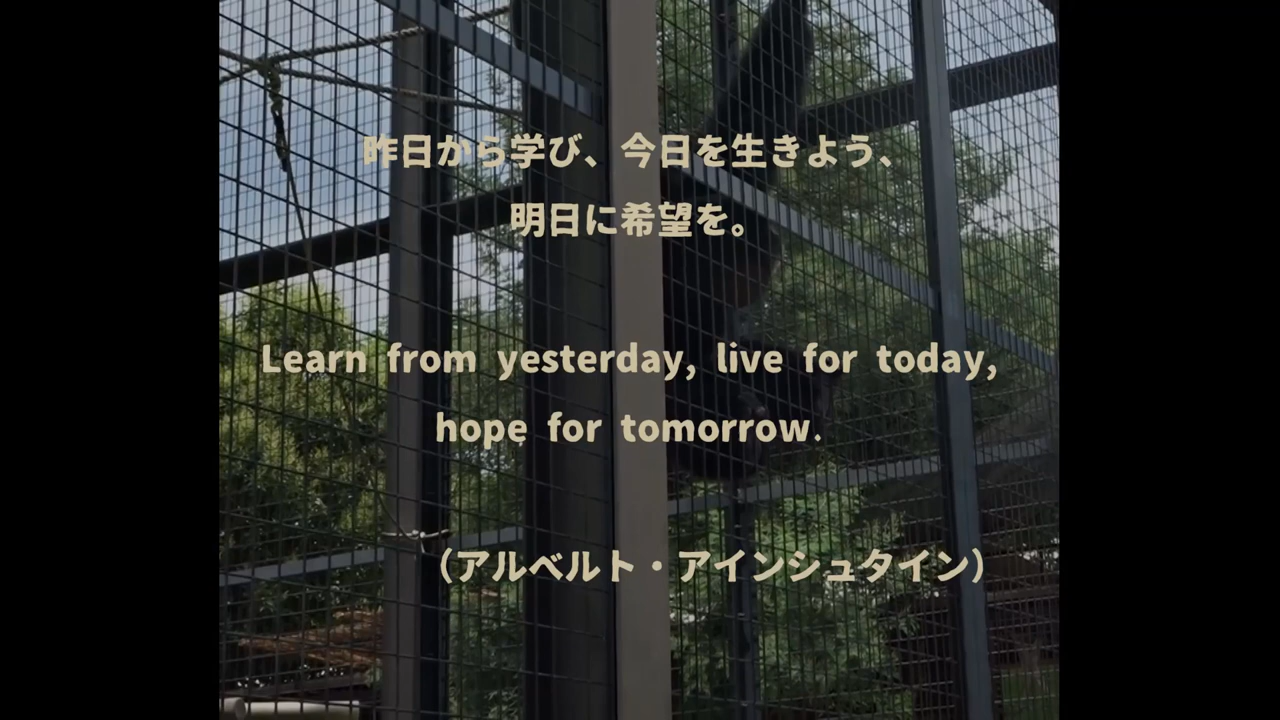 昨日から学び、今日を生きよう、
明日に希望を。
Learn from yesterday, live for today,
hope for tomorrow.
（アルベルト・アインシュタイン）